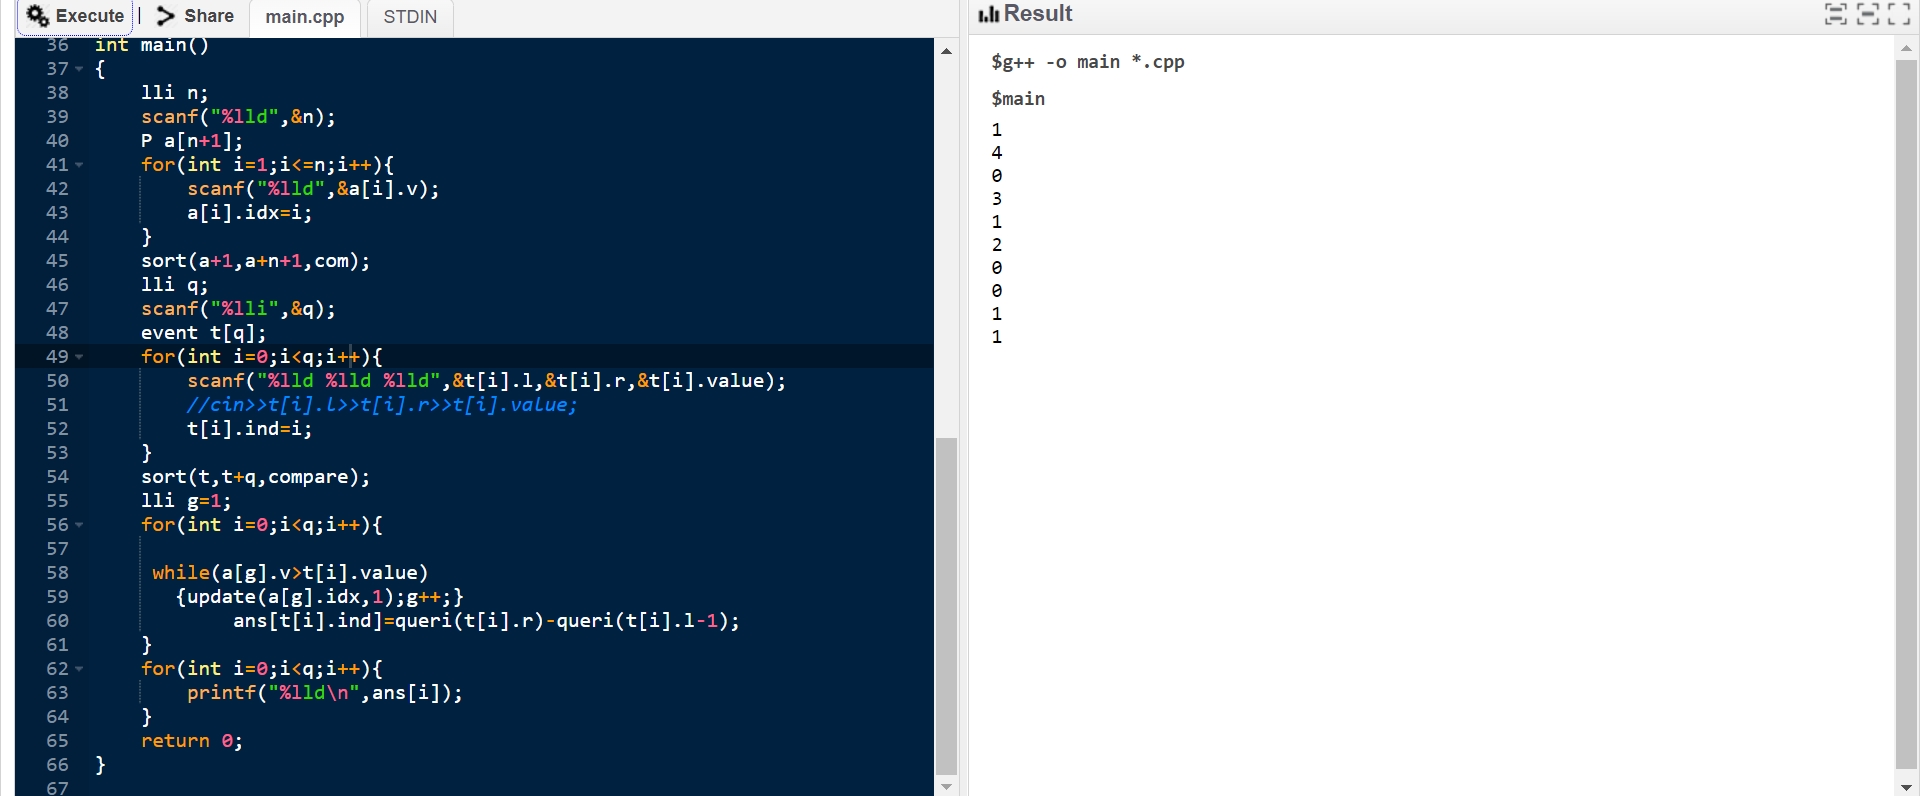 Execute | Share main.cpp STDIN
36 int main()
37 {
38     lli n;
39     scanf("%lld",&n);
40     P a[n+1];
41     for(int i=1;i<=n;i++){
42         scanf("%lld",&a[i].v);
43         a[i].idx=i;
44     }
45     sort(a+1,a+n+1,com);
46     lli q;
47     scanf("%lli",&q);
48     event t[q];
49     for(int i=0;i<q;i++){
50         scanf("%lld %lld %lld",&t[i].l,&t[i].r,&t[i].value);
51         //cin>>t[i].l>>t[i].r>>t[i].value;
52         t[i].ind=i;
53     }
54     sort(t,t+q,compare);
55     lli g=1;
56     for(int i=0;i<q;i++){
57
58      while(a[g].v>t[i].value)
59        {update(a[g].idx,1);g++;}
60             ans[t[i].ind]=queri(t[i].r)-queri(t[i].l-1);
61     }
62     for(int i=0;i<q;i++){
63         printf("%lld\n",ans[i]);
64     }
65     return 0;
66 }
67
Result
$g++ -o main *.cpp
$main
1
4
0
3
1
2
0
0
1
1